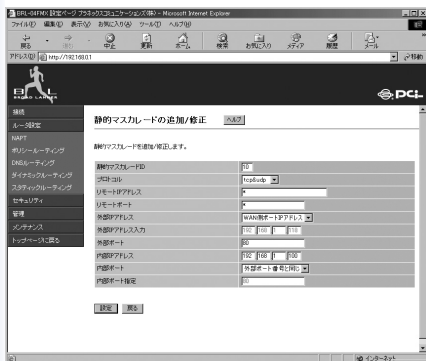 BRL-04FMX 設定ページ プラネックスコミュニケーションズ(株) - Microsoft Internet Explorer
ファイル(F) 編集(E) 表示(V) お気に入り(A) ツール(T) ヘルプ(H)
戻る 中止 更新 ホーム 検索 お気に入り メディア 履歴 メール
アドレス(D) http://192.168.0.1 移動
BROAD LANNER PCi
接続
ルータ設定
NAPT
ポリシールーティング
DNSルーティング
ダイナミックルーティング
スタティックルーティング
セキュリティ
管理
メンテナンス
トップページに戻る
静的マスカレードの追加/修正 ヘルプ
静的マスカレードを追加/修正します。
静的マスカレードID 10
プロトコル tcp&udp
リモートIPアドレス *
リモートポート *
外部IPアドレス WAN側ポートIPアドレス
外部IPアドレス入力 192 168 1 110
外部ポート 80
内部IPアドレス 192 168 1 100
内部ポート 外部ポート番号と同じ
内部ポート指定 80
設定 戻る
インターネット